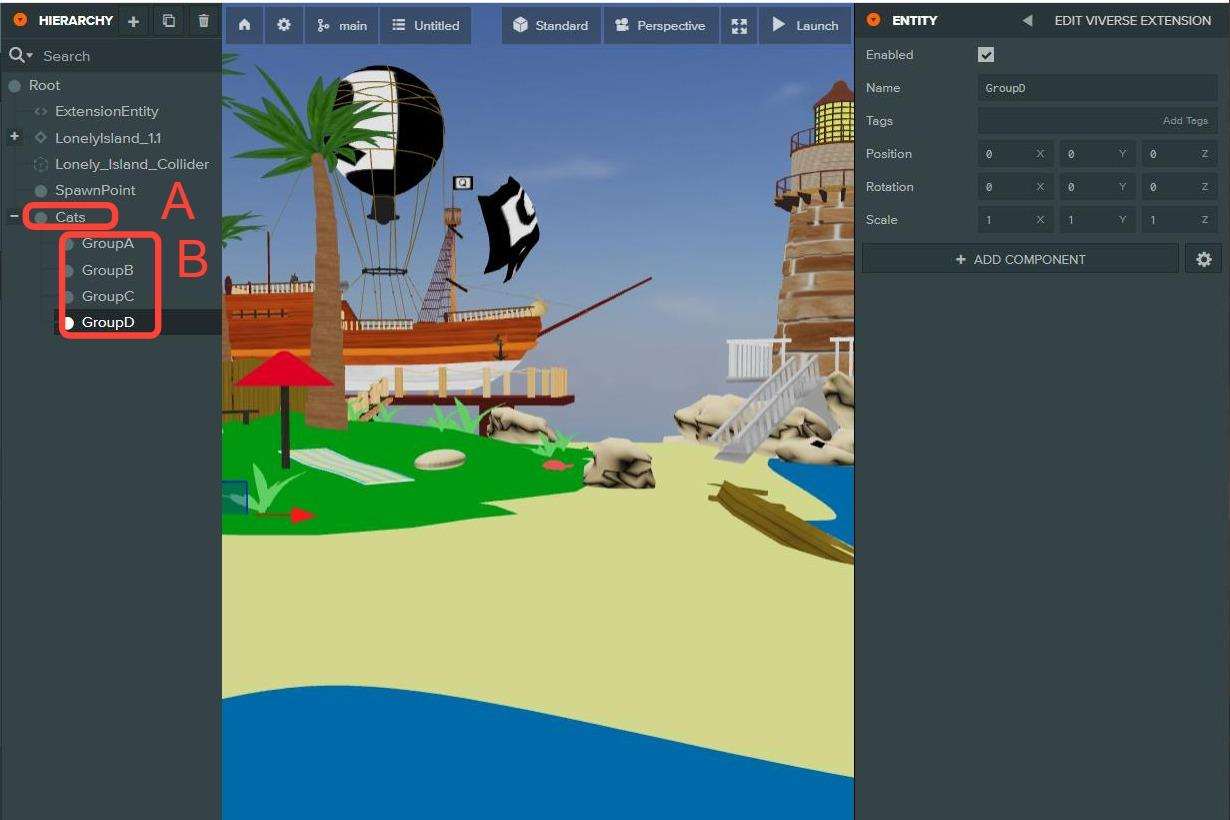 HIERARCHY
main
Untitled
Standard
Perspective
Launch
ENTITY
EDIT VIVERSE EXTENSION
Search
Root
ExtensionEntity
LonelyIsland_1.1
Lonely_Island_Collider
SpawnPoint
Cats
A
GroupA
B
GroupB
GroupC
GroupD
Enabled
Name GroupD
Tags Add Tags
Position 0 X 0 Y 0 Z
Rotation 0 X 0 Y 0 Z
Scale 1 X 1 Y 1 Z
+ ADD COMPONENT
Q